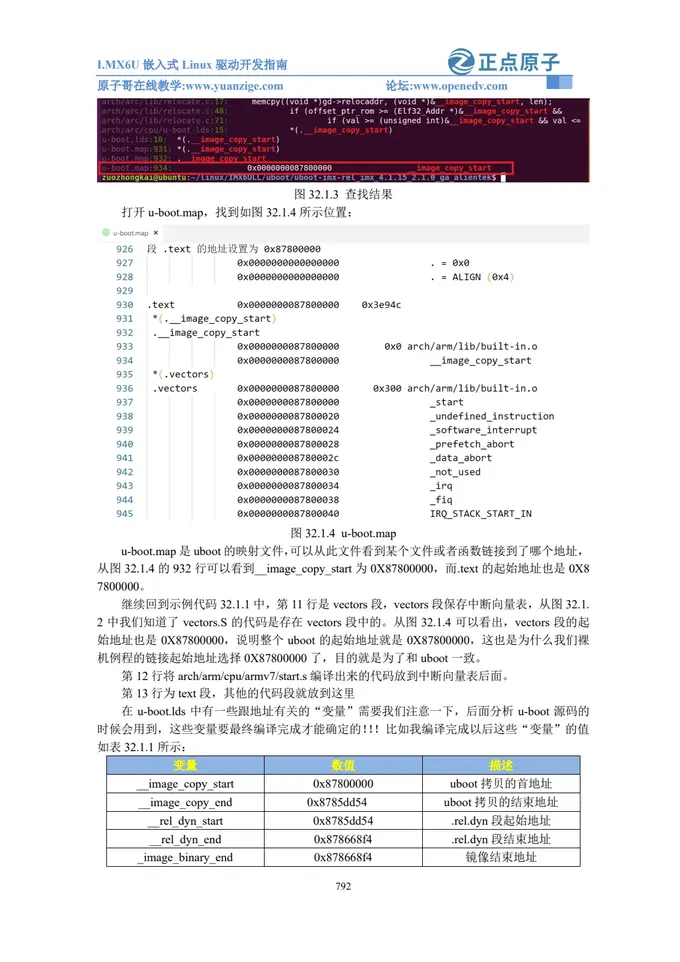 I.MX6U 嵌入式 Linux 驱动开发指南
正点原子
原子哥在线教学:www.yuanzige.com 论坛:www.openedv.com
arch/arc/lib/relocate.c:17: memcpy((void *)gd->relocaddr, (void *)&__image_copy_start, len);
arch/arc/lib/relocate.c:48: if (offset_ptr_rom >= (Elf32_Addr *)&__image_copy_start &&
arch/arc/lib/relocate.c:71: if (val >= (unsigned int)&__image_copy_start && val <=
arch/arc/cpu/u-boot.lds:15: *(.__image_copy_start)
u-boot.lds:10: *(.__image_copy_start)
u-boot.map:931: *(.__image_copy_start)
u-boot.map:932: .__image_copy_start
u-boot.map:934: 0x0000000087800000 __image_copy_start
zuozhongkai@ubuntu:~/linux/IMX6ULL/uboot/uboot-imx-rel_imx_4.1.15_2.1.0_ga_alientek$
图 32.1.3 查找结果
打开 u-boot.map，找到如图 32.1.4 所示位置：
u-boot.map ×
926 段 .text 的地址设置为 0x87800000
927 0x0000000000000000 . = 0x0
928 0x0000000000000000 . = ALIGN (0x4)
929
930 .text 0x0000000087800000 0x3e94c
931 *(.__image_copy_start)
932 .__image_copy_start
933 0x0000000087800000 0x0 arch/arm/lib/built-in.o
934 0x0000000087800000 __image_copy_start
935 *(.vectors)
936 .vectors 0x0000000087800000 0x300 arch/arm/lib/built-in.o
937 0x0000000087800000 _start
938 0x0000000087800020 _undefined_instruction
939 0x0000000087800024 _software_interrupt
940 0x0000000087800028 _prefetch_abort
941 0x000000008780002c _data_abort
942 0x0000000087800030 _not_used
943 0x0000000087800034 _irq
944 0x0000000087800038 _fiq
945 0x0000000087800040 IRQ_STACK_START_IN
图 32.1.4 u-boot.map
u-boot.map 是 uboot 的映射文件，可以从此文件看到某个文件或者函数链接到了哪个地址，
从图 32.1.4 的 932 行可以看到__image_copy_start 为 0X87800000，而.text 的起始地址也是 0X8
7800000。
继续回到示例代码 32.1.1 中，第 11 行是 vectors 段，vectors 段保存中断向量表，从图 32.1.
2 中我们知道了 vectors.S 的代码是存在 vectors 段中的。从图 32.1.4 可以看出，vectors 段的起
始地址也是 0X87800000，说明整个 uboot 的起始地址就是 0X87800000，这也是为什么我们裸
机例程的链接起始地址选择 0X87800000 了，目的就是为了和 uboot 一致。
第 12 行将 arch/arm/cpu/armv7/start.s 编译出来的代码放到中断向量表后面。
第 13 行为 text 段，其他的代码段就放到这里
在 u-boot.lds 中有一些跟地址有关的“变量”需要我们注意一下，后面分析 u-boot 源码的
时候会用到，这些变量要最终编译完成才能确定的！！！比如我编译完成以后这些“变量”的值
如表 32.1.1 所示：
变量 数值 描述
__image_copy_start 0x87800000 uboot 拷贝的首地址
__image_copy_end 0x8785dd54 uboot 拷贝的结束地址
__rel_dyn_start 0x8785dd54 .rel.dyn 段起始地址
__rel_dyn_end 0x878668f4 .rel.dyn 段结束地址
_image_binary_end 0x878668f4 镜像结束地址
792